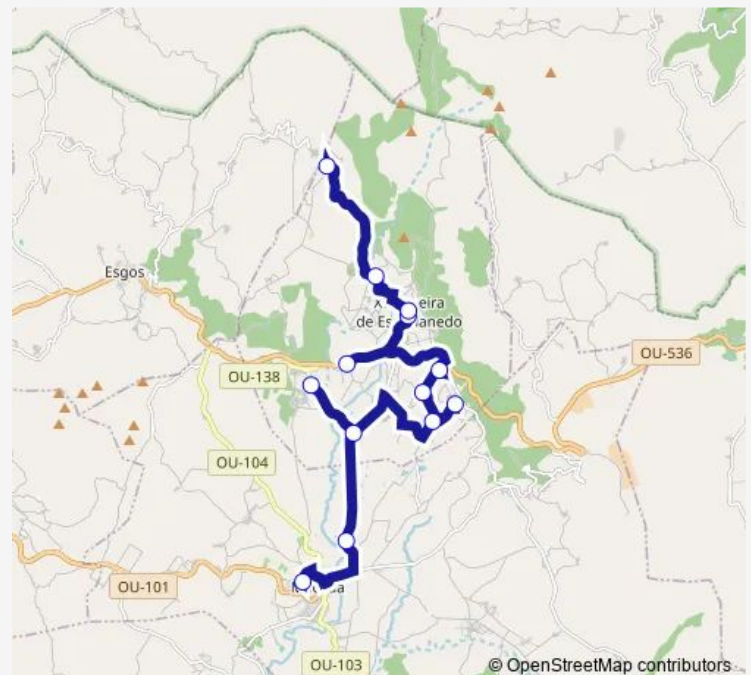 Esgos
eira
de Es
anedo
OU-536
OU-138
OU-104
OU-101
OU-103
© OpenStreetMap contributors